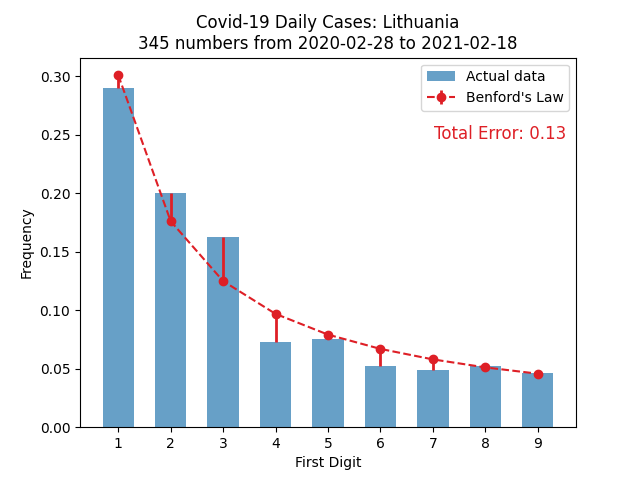 Covid-19 Daily Cases: Lithuania
345 numbers from 2020-02-28 to 2021-02-18
Actual data
Benford's Law
Total Error: 0.13
Frequency
0.30
0.25
0.20
0.15
0.10
0.05
0.00
1 2 3 4 5 6 7 8 9
First Digit